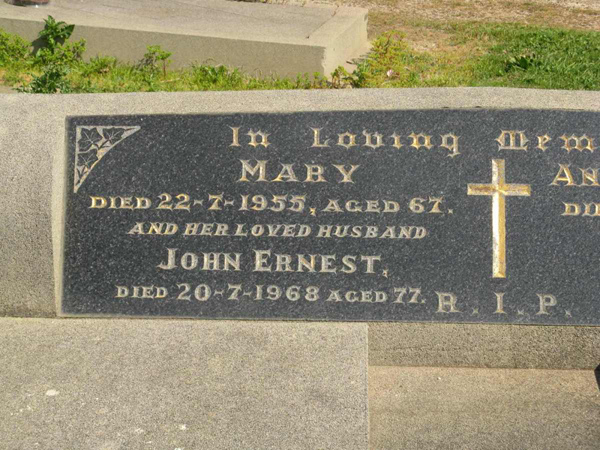 In Loving
MARY
DIED 22-7-1955, AGED 67.
AND HER LOVED HUSBAND
JOHN ERNEST,
DIED 20-7-1968 AGED 77.
R.I.P.